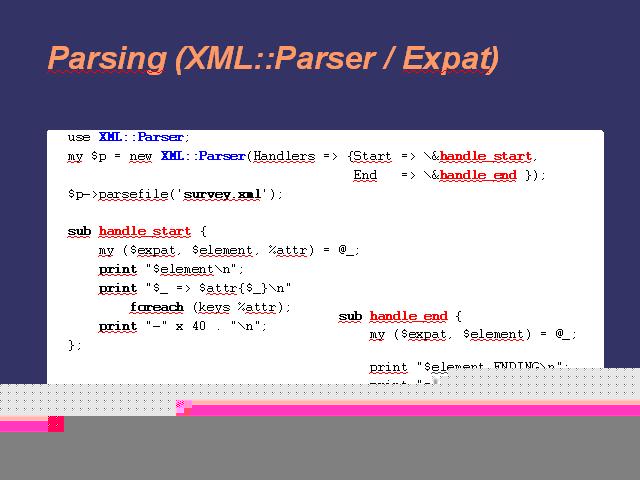 Parsing (XML::Parser / Expat)
use XML::Parser;
my $p = new XML::Parser(Handlers => {Start => \&handle_start,
End => \&handle_end });
$p->parsefile('survey.xml');
sub handle_start {
my ($expat, $element, %attr) = @_;
print "$element\n";
print "$_ => $attr{$_}\n"
foreach (keys %attr);
print "-" x 40 . "\n";
};
sub handle_end {
my ($expat, $element) = @_;
print "$element ENDING\n";
print